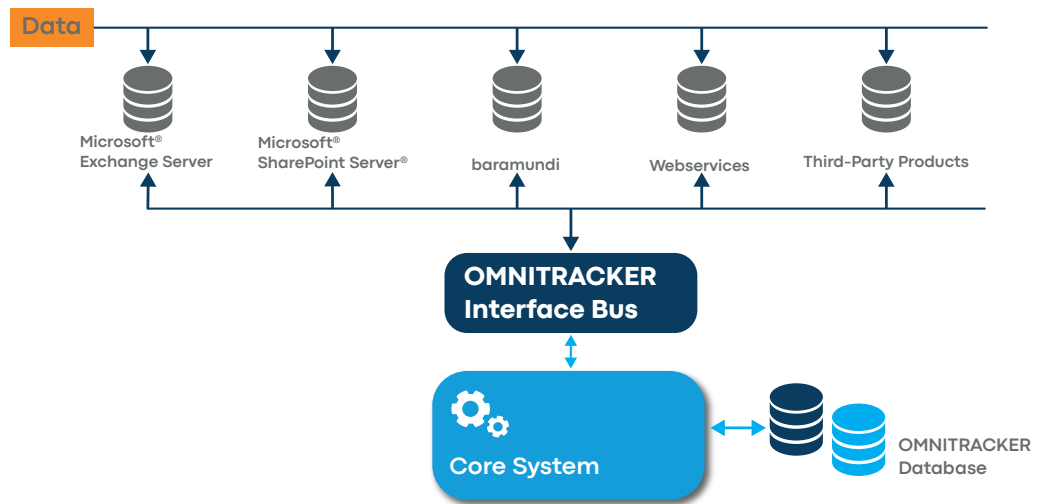 Data
Microsoft®
Exchange Server
Microsoft®
SharePoint Server®
baramundi
Webservices
Third-Party Products
OMNITRACKER
Interface Bus
Core System
OMNITRACKER
Database